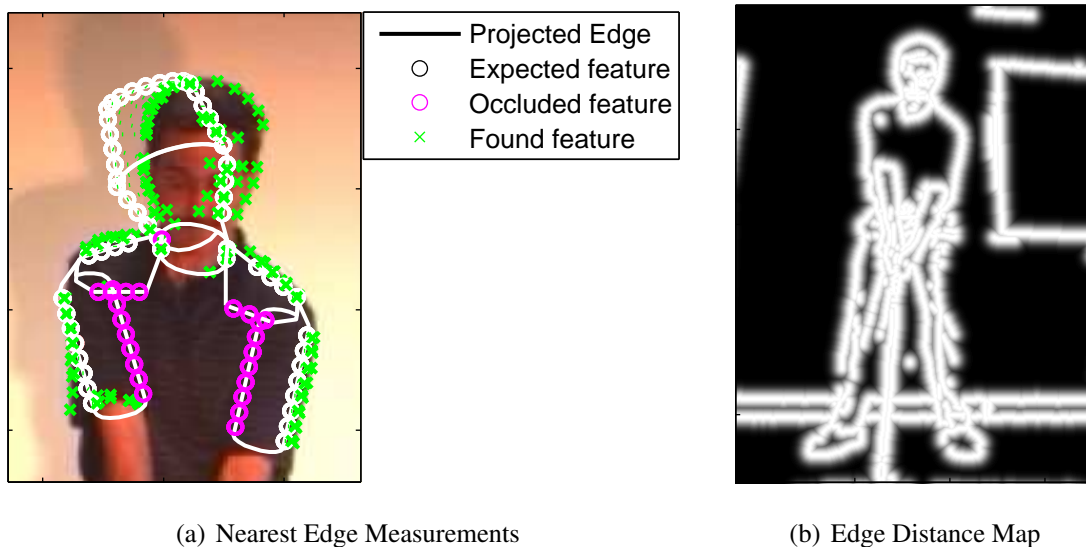 Projected Edge
Expected feature
Occluded feature
Found feature
(a) Nearest Edge Measurements
(b) Edge Distance Map